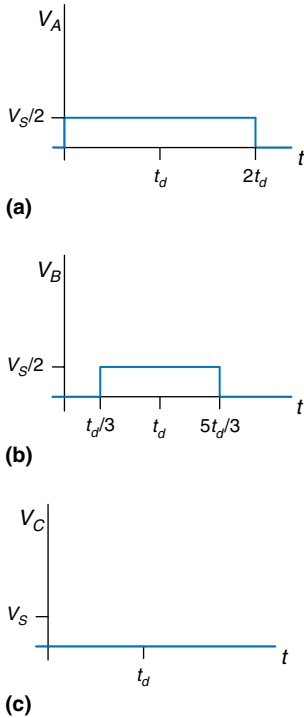 V_A
V_S/2
t_d 2t_d t
(a)
V_B
V_S/2
t_d/3 t_d 5t_d/3 t
(b)
V_C
V_S
t_d t
(c)